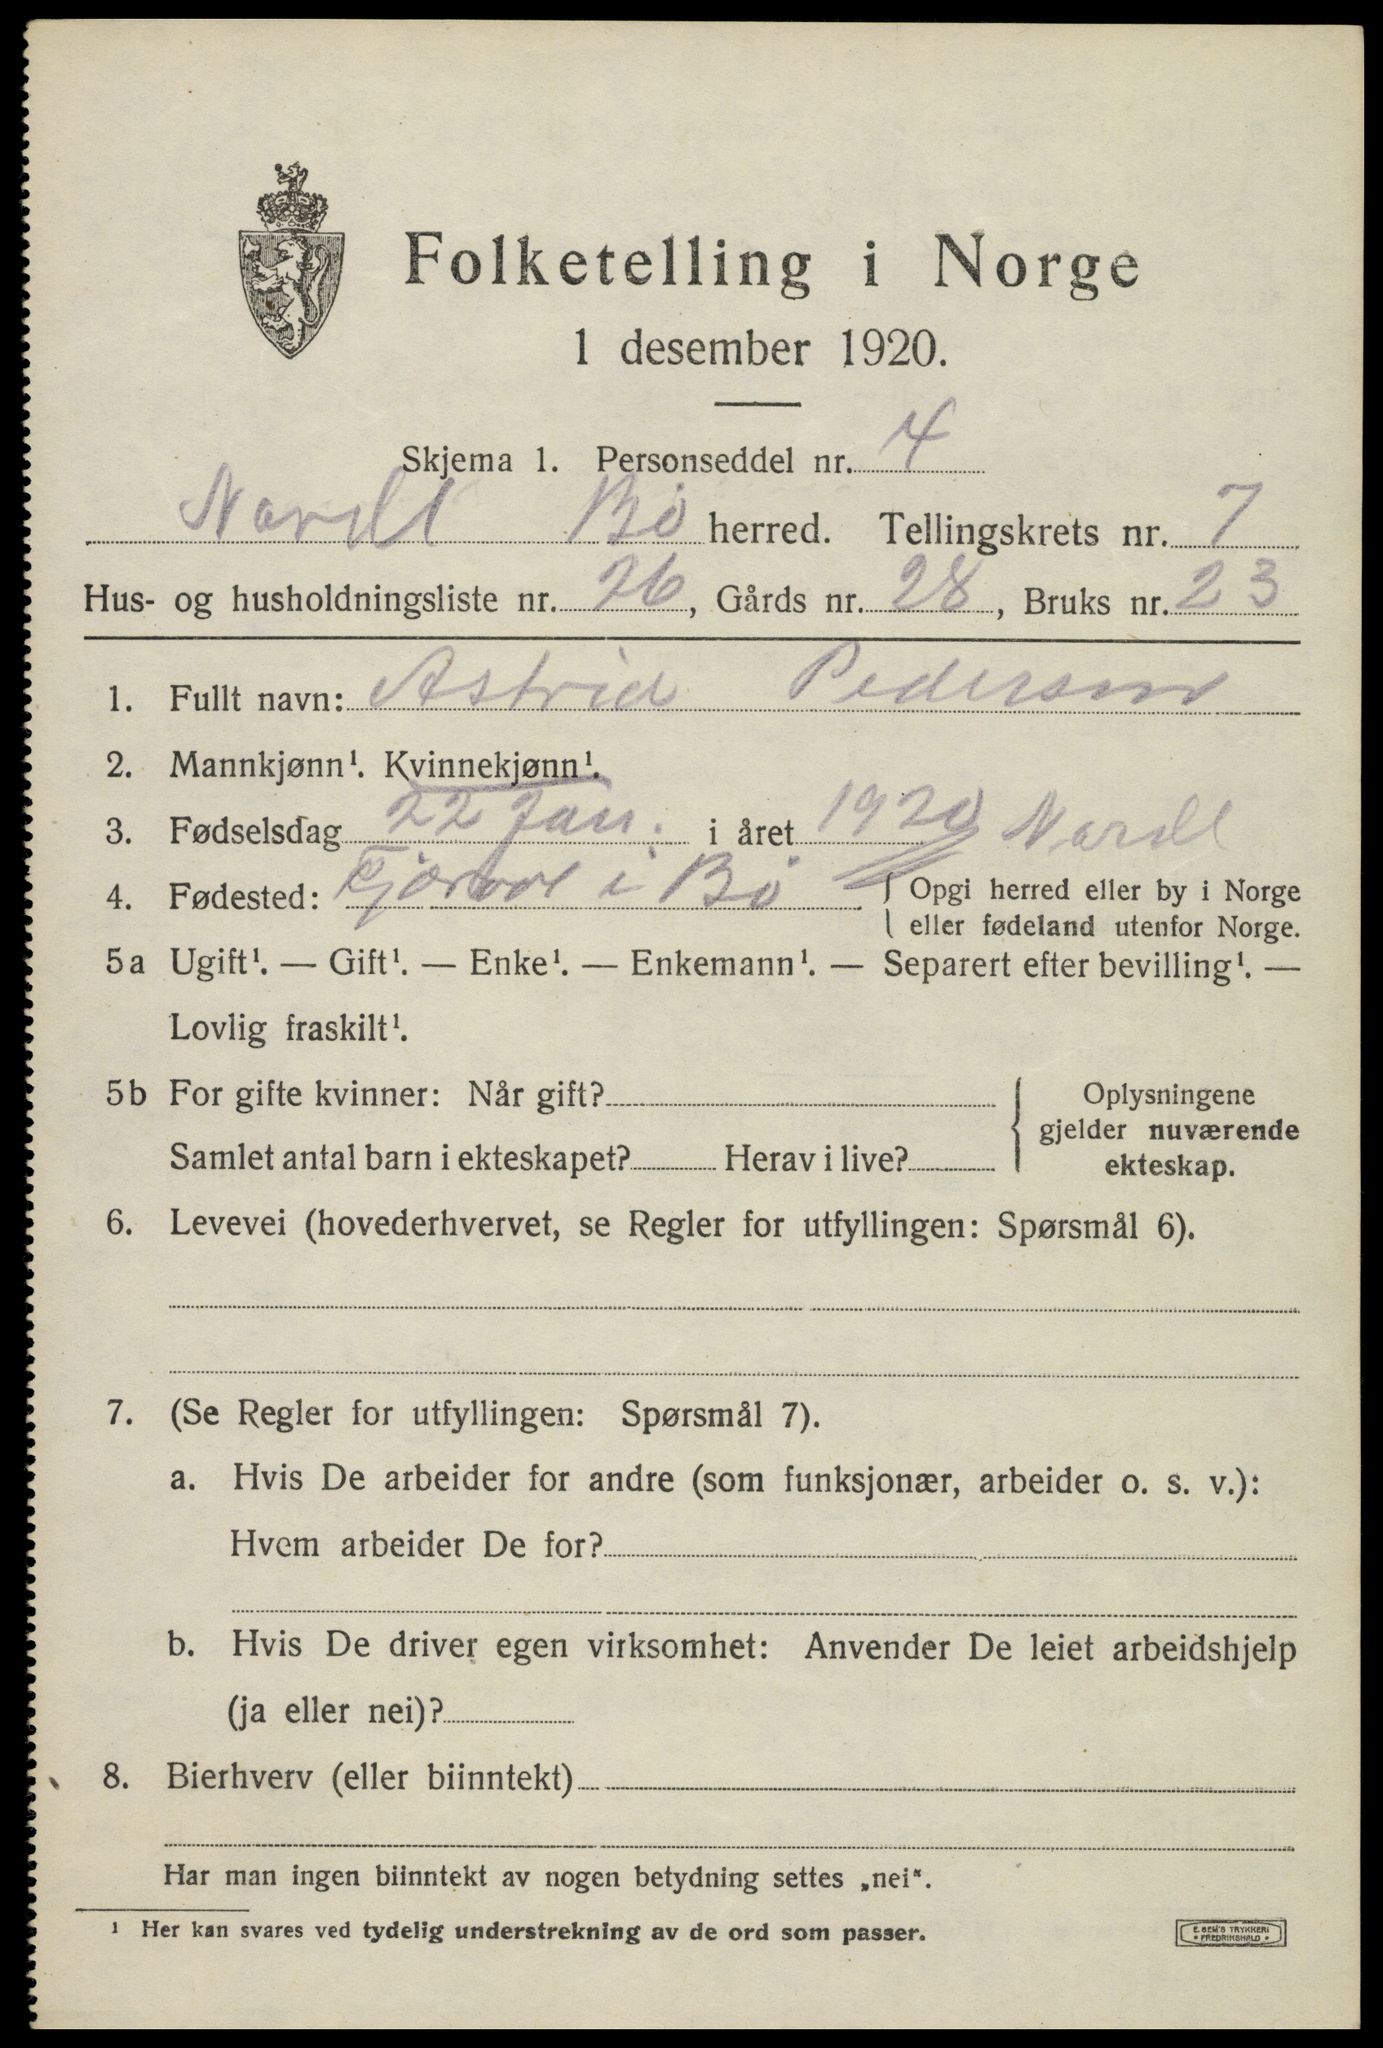 Folketelling i Norge
1 desember 1920.
Skjema 1. Personseddel nr. 4
Nordl Bø herred. Tellingskrets nr. 7
Hus- og husholdningsliste nr. 26, Gårds nr. 28, Bruks nr. 23
1. Fullt navn: Astrid Pedersen
2. Mannkjønn¹. Kvinnekjønn¹.
3. Fødselsdag 22 Jan. i året 1920 Nordl
4. Fødested: i Bø { Opgi herred eller by i Norge
eller fødeland utenfor Norge.
5a Ugift¹. — Gift¹. — Enke¹. — Enkemann¹. — Separert efter bevilling¹. —
Lovlig fraskilt¹.
5b For gifte kvinner: Når gift? { Oplysningene
gjelder nuværende
Samlet antal barn i ekteskapet? Herav i live? ekteskap.
6. Levevei (hovederhvervet, se Regler for utfyllingen: Spørsmål 6).
7. (Se Regler for utfyllingen: Spørsmål 7).
a. Hvis De arbeider for andre (som funksjonær, arbeider o. s. v.):
Hvem arbeider De for?
b. Hvis De driver egen virksomhet: Anvender De leiet arbeidshjelp
(ja eller nei)?
8. Bierhverv (eller biinntekt)
Har man ingen biinntekt av nogen betydning settes „nei“.
¹ Her kan svares ved tydelig understrekning av de ord som passer.
E. SEM'S TRYKKERI
• FREDRIKSHALD •